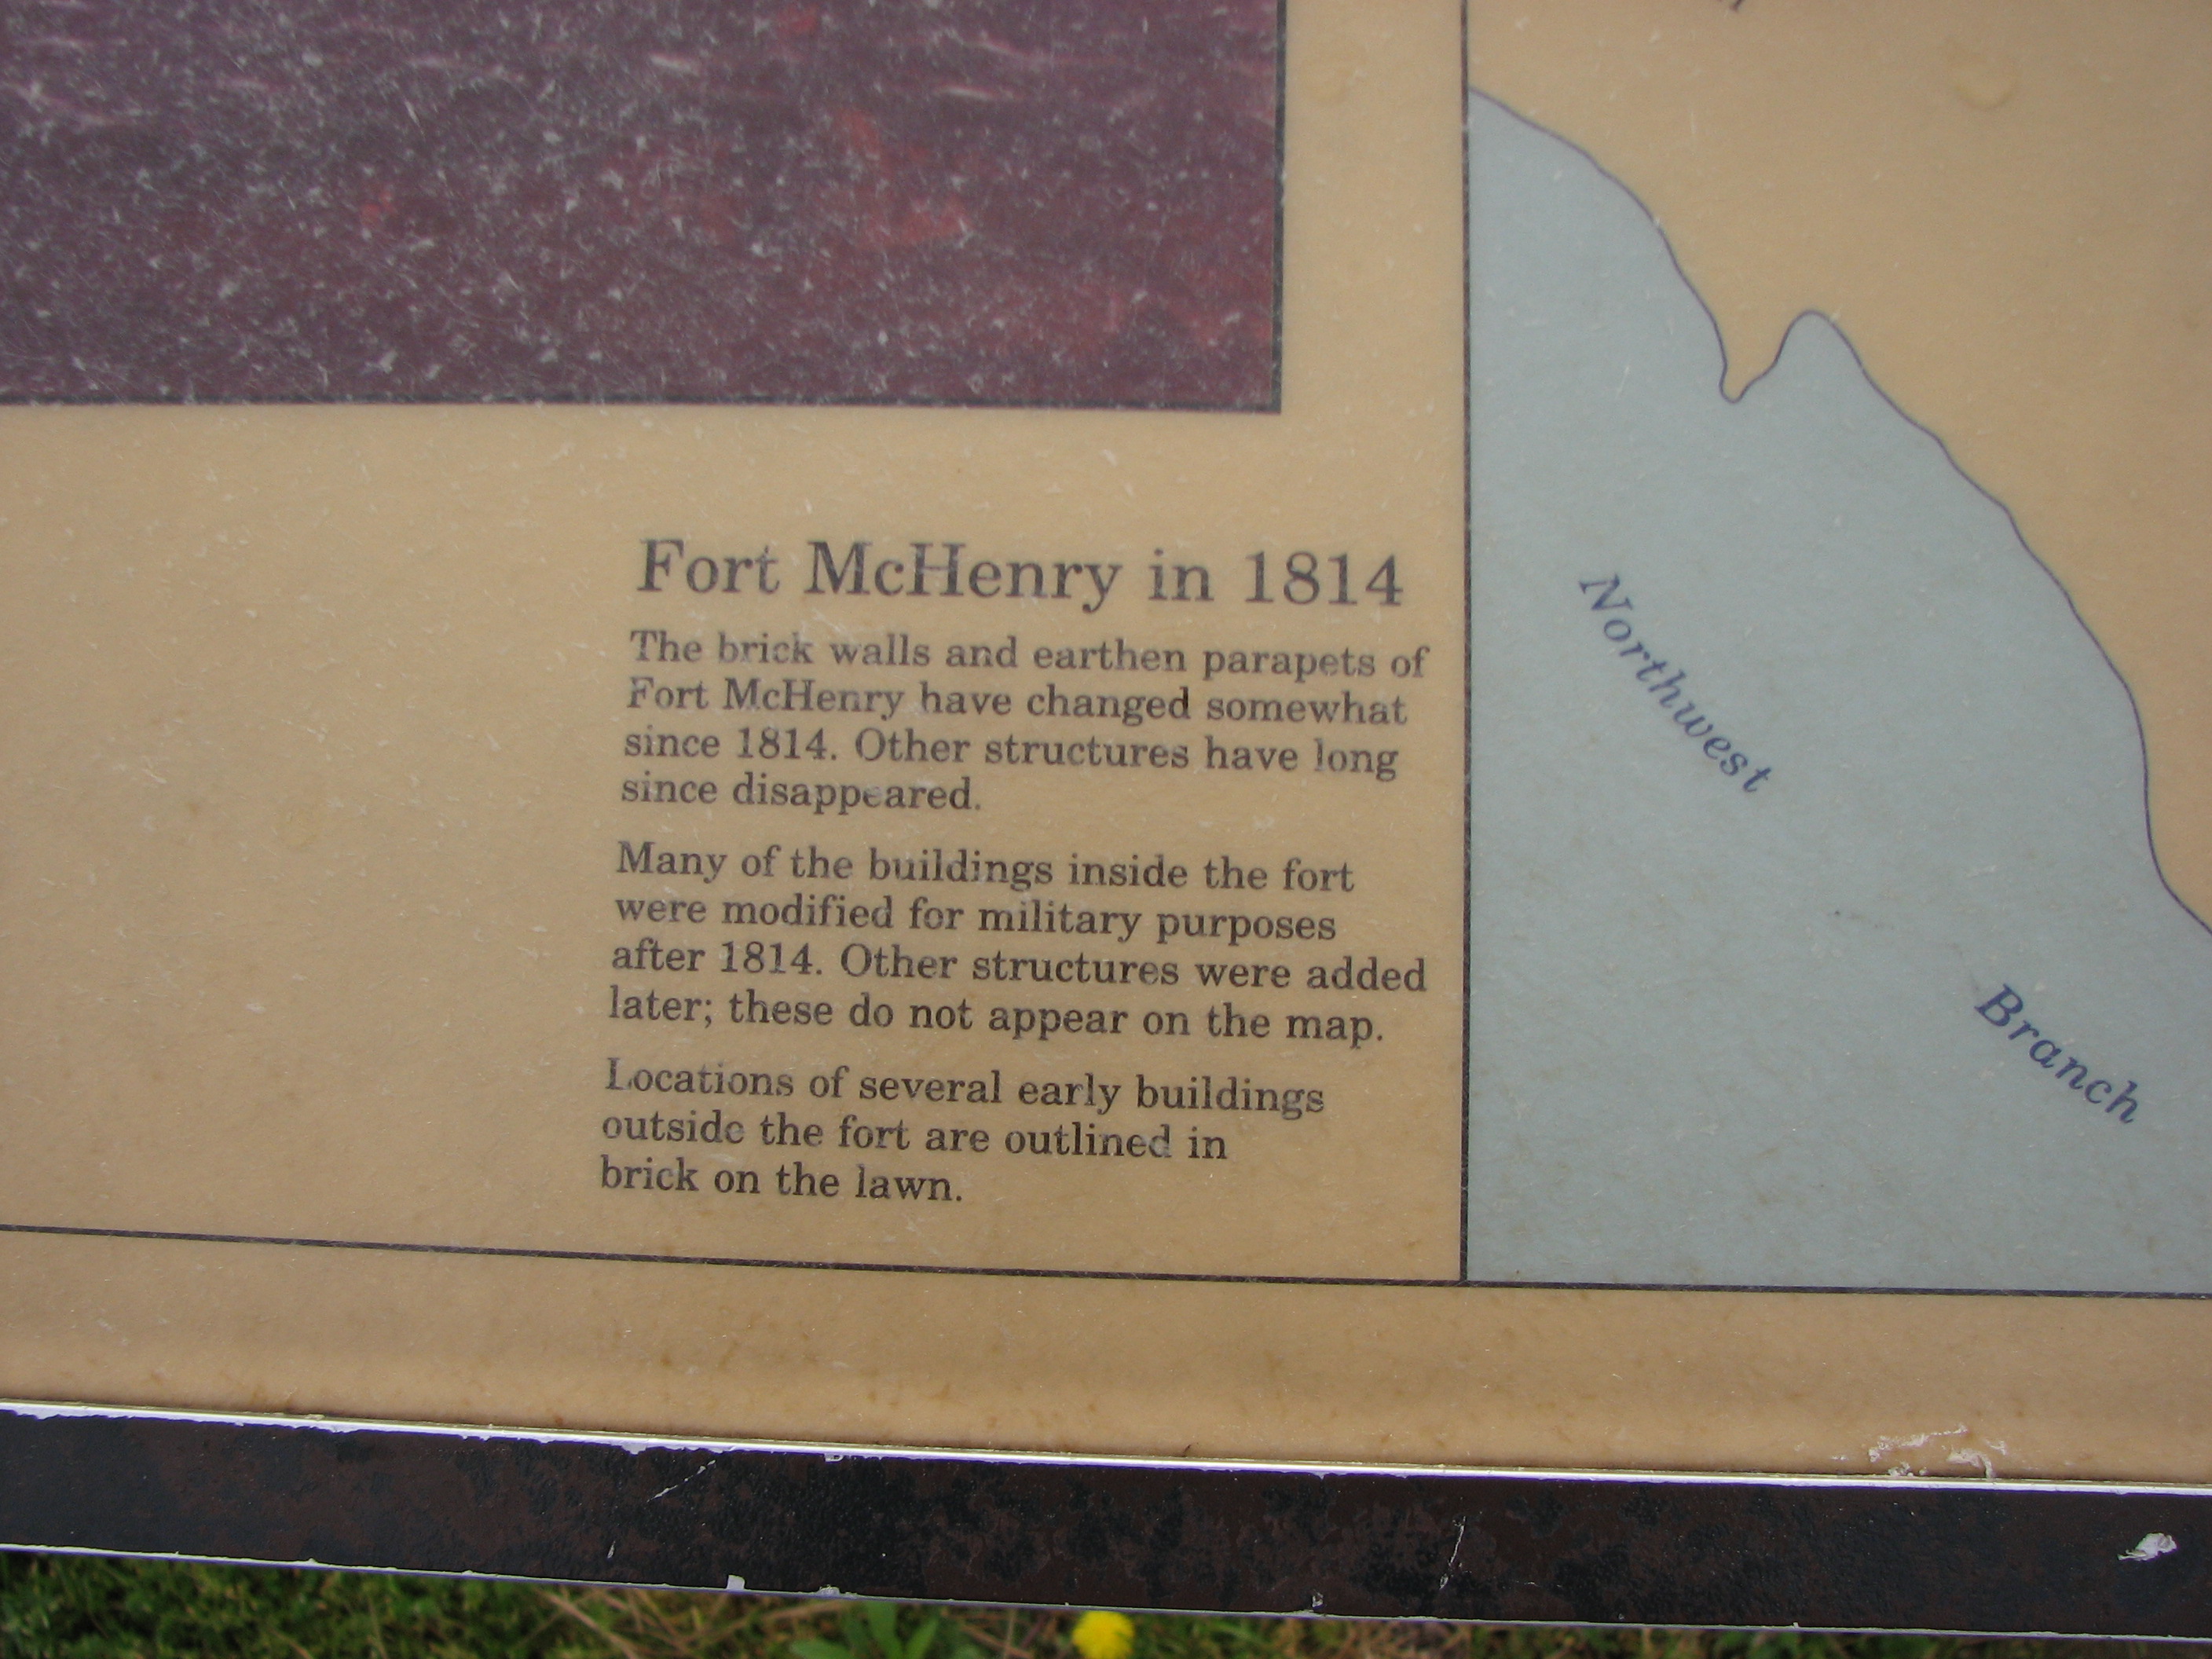 Fort McHenry in 1814
The brick walls and earthen parapets of
Fort McHenry have changed somewhat
since 1814. Other structures have long
since disappeared.
Many of the buildings inside the fort
were modified for military purposes
after 1814. Other structures were added
later; these do not appear on the map.
Locations of several early buildings
outside the fort are outlined in
brick on the lawn.
Northwest
Branch